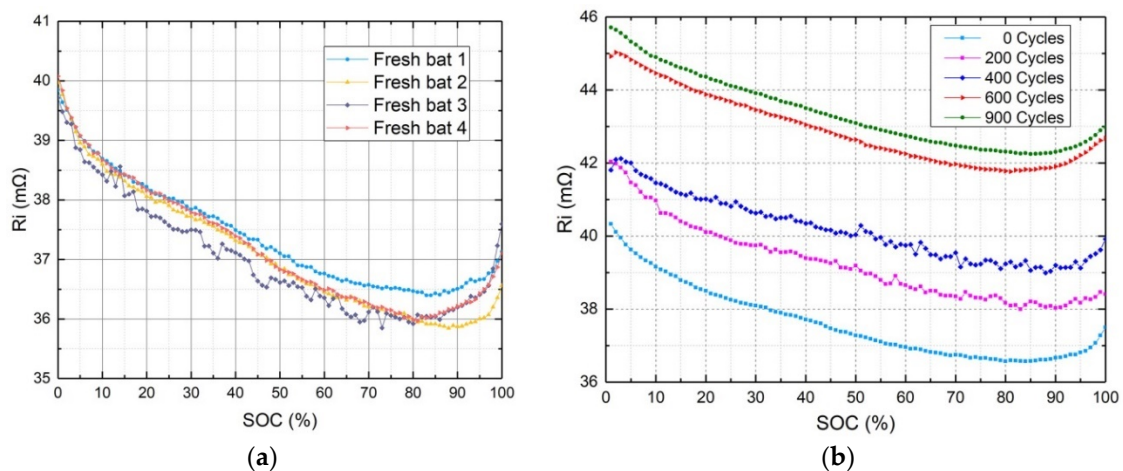 41
40
39
38
37
36
35
Ri (mΩ)
0 10 20 30 40 50 60 70 80 90 100
SOC (%)
Fresh bat 1
Fresh bat 2
Fresh bat 3
Fresh bat 4
(a)
46
44
42
40
38
36
Ri (mΩ)
0 10 20 30 40 50 60 70 80 90 100
SOC (%)
0 Cycles
200 Cycles
400 Cycles
600 Cycles
900 Cycles
(b)